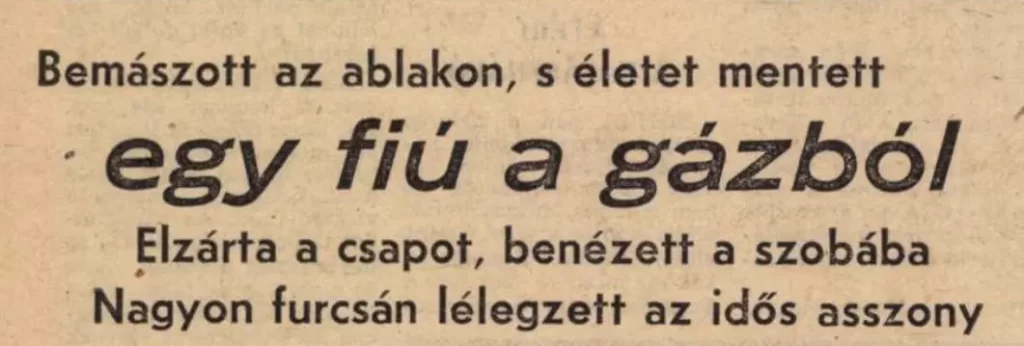 Bemászott az ablakon, s életet mentett
egy fiú a gázból
Elzárta a csapot, benézett a szobába
Nagyon furcsán lélegzett az idős asszony